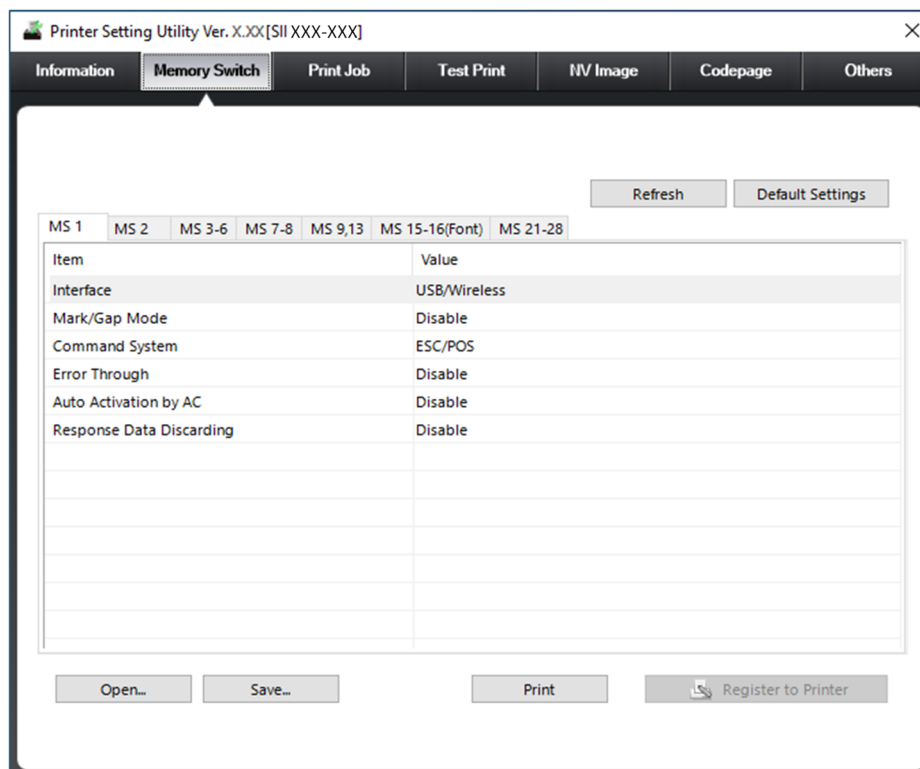 Printer Setting Utility Ver. X.XX[SII XXX-XXX]
Information Memory Switch Print Job Test Print NV Image Codepage Others
Refresh Default Settings
MS 1 MS 2 MS 3-6 MS 7-8 MS 9,13 MS 15-16(Font) MS 21-28
Item Value
Interface USB/Wireless
Mark/Gap Mode Disable
Command System ESC/POS
Error Through Disable
Auto Activation by AC Disable
Response Data Discarding Disable
Open... Save... Print Register to Printer